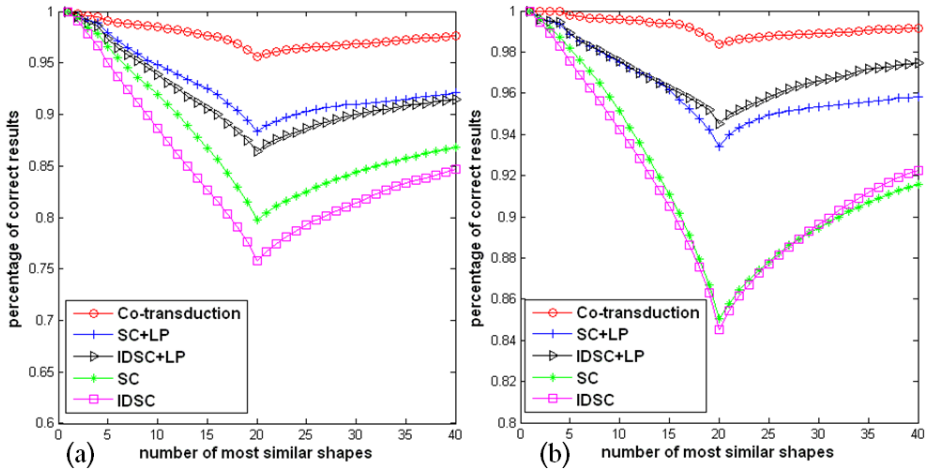 percentage of correct results
1
0.95
0.9
0.85
0.8
0.75
0.7
0.65
0.6
Co-transduction
SC+LP
IDSC+LP
SC
IDSC
0 5 10 15 20 25 30 35 40
number of most similar shapes
(a)
percentage of correct results
1
0.98
0.96
0.94
0.92
0.9
0.88
0.86
0.84
0.82
0.8
Co-transduction
SC+LP
IDSC+LP
SC
IDSC
0 5 10 15 20 25 30 35 40
number of most similar shapes
(b)